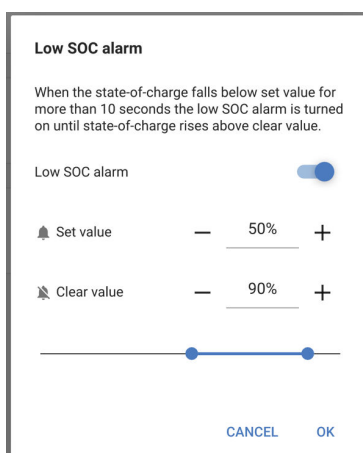 Low SOC alarm
When the state-of-charge falls below set value for
more than 10 seconds the low SOC alarm is turned
on until state-of-charge rises above clear value.
Low SOC alarm
Set value
50%
Clear value
90%
CANCEL OK